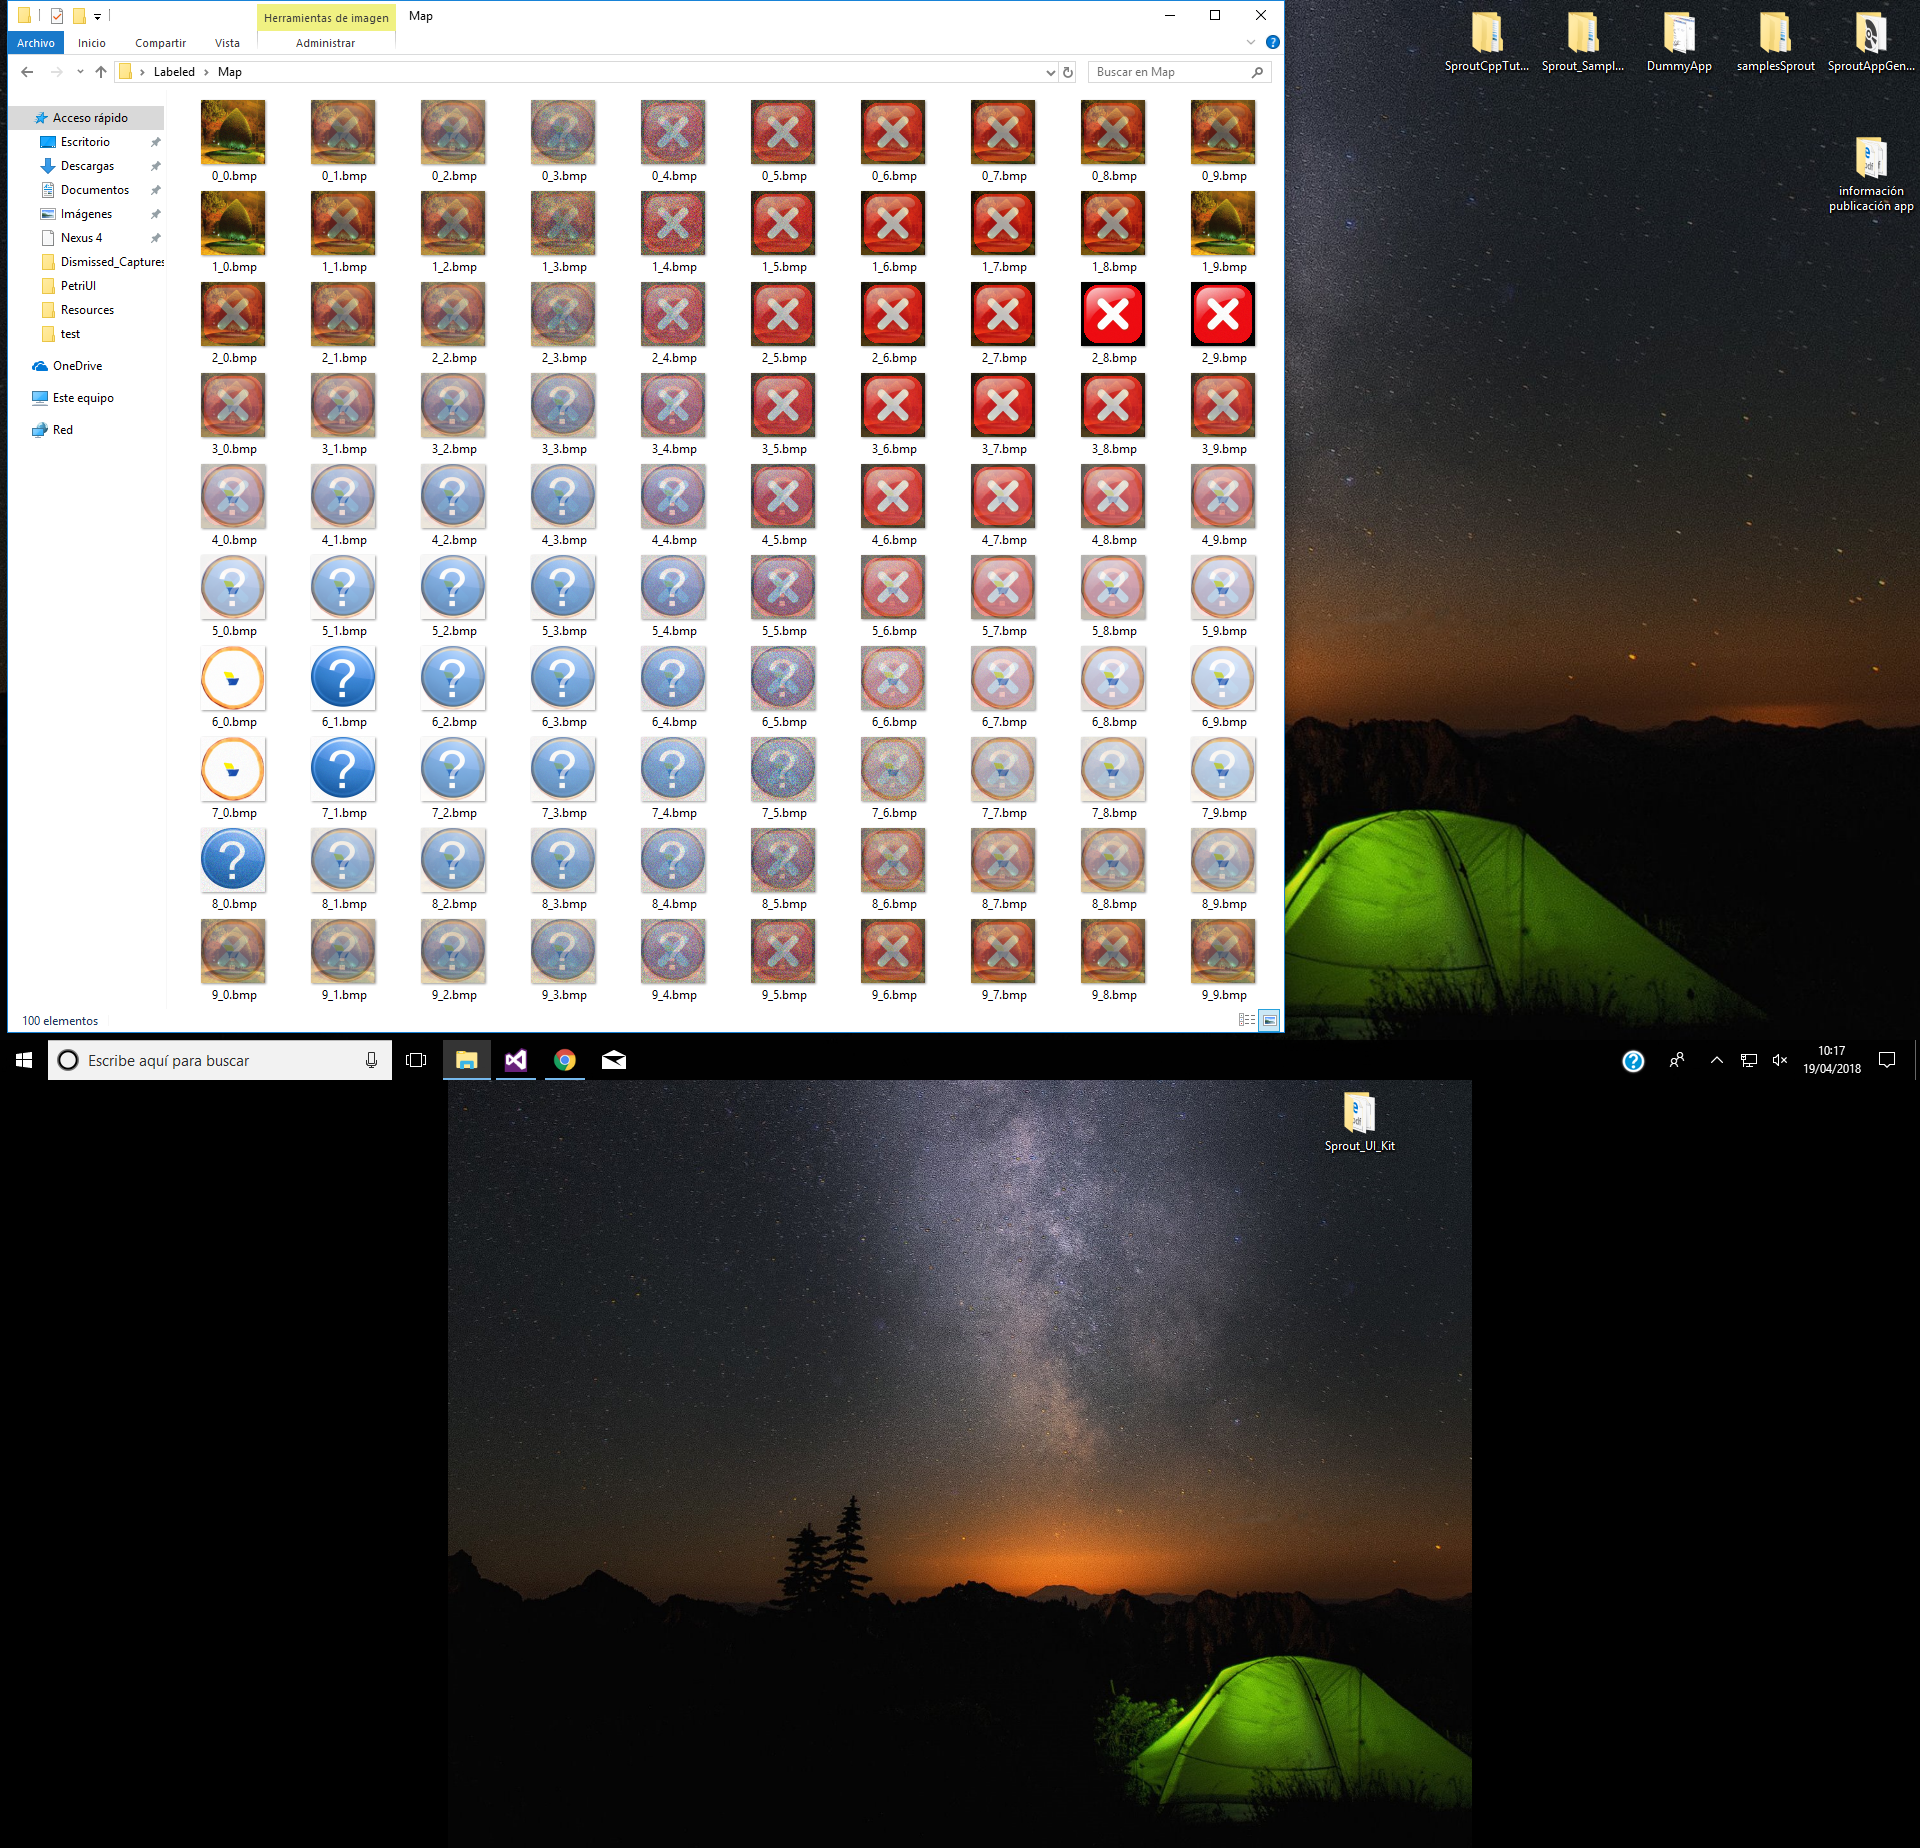 Herramientas de imagen Map
Archivo Inicio Compartir Vista Administrar
Labeled Map Buscar en Map
Acceso rápido
Escritorio
Descargas
Documentos
Imágenes
Nexus 4
Dismissed_Captures
PetriUI
Resources
test
OneDrive
Este equipo
Red
0_0.bmp 0_1.bmp 0_2.bmp 0_3.bmp 0_4.bmp 0_5.bmp 0_6.bmp 0_7.bmp 0_8.bmp 0_9.bmp
1_0.bmp 1_1.bmp 1_2.bmp 1_3.bmp 1_4.bmp 1_5.bmp 1_6.bmp 1_7.bmp 1_8.bmp 1_9.bmp
2_0.bmp 2_1.bmp 2_2.bmp 2_3.bmp 2_4.bmp 2_5.bmp 2_6.bmp 2_7.bmp 2_8.bmp 2_9.bmp
3_0.bmp 3_1.bmp 3_2.bmp 3_3.bmp 3_4.bmp 3_5.bmp 3_6.bmp 3_7.bmp 3_8.bmp 3_9.bmp
4_0.bmp 4_1.bmp 4_2.bmp 4_3.bmp 4_4.bmp 4_5.bmp 4_6.bmp 4_7.bmp 4_8.bmp 4_9.bmp
5_0.bmp 5_1.bmp 5_2.bmp 5_3.bmp 5_4.bmp 5_5.bmp 5_6.bmp 5_7.bmp 5_8.bmp 5_9.bmp
6_0.bmp 6_1.bmp 6_2.bmp 6_3.bmp 6_4.bmp 6_5.bmp 6_6.bmp 6_7.bmp 6_8.bmp 6_9.bmp
7_0.bmp 7_1.bmp 7_2.bmp 7_3.bmp 7_4.bmp 7_5.bmp 7_6.bmp 7_7.bmp 7_8.bmp 7_9.bmp
8_0.bmp 8_1.bmp 8_2.bmp 8_3.bmp 8_4.bmp 8_5.bmp 8_6.bmp 8_7.bmp 8_8.bmp 8_9.bmp
9_0.bmp 9_1.bmp 9_2.bmp 9_3.bmp 9_4.bmp 9_5.bmp 9_6.bmp 9_7.bmp 9_8.bmp 9_9.bmp
100 elementos
SproutCppTut... Sprout_Sampl... DummyApp samplesSprout SproutAppGen...
información
publicación app
Escribe aquí para buscar
10:17
19/04/2018
Sprout_UI_Kit